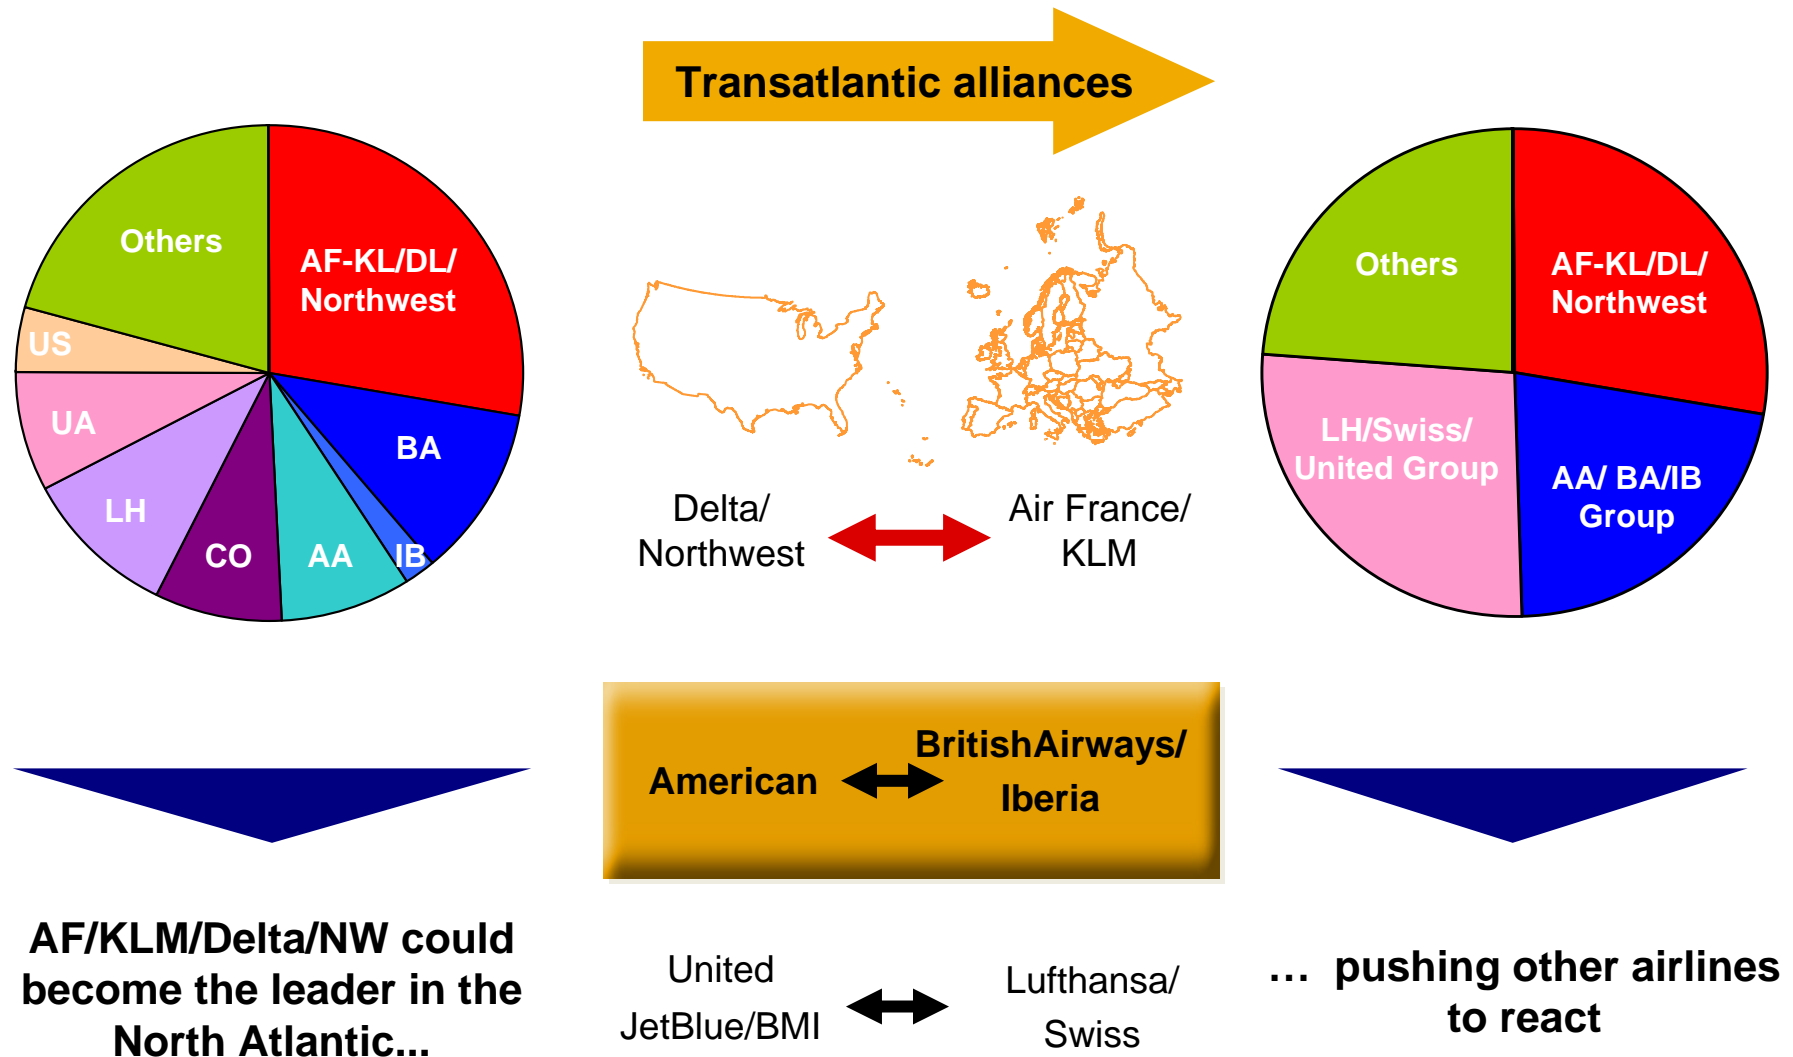 Transatlantic alliances
Others
AF-KL/DL/
Northwest
US
UA
BA
LH
CO
AA
IB
Delta/
Northwest
Air France/
KLM
Others
AF-KL/DL/
Northwest
LH/Swiss/
United Group
AA/ BA/IB
Group
American
BritishAirways/
Iberia
AF/KLM/Delta/NW could
become the leader in the
North Atlantic...
United
JetBlue/BMI
Lufthansa/
Swiss
... pushing other airlines
to react